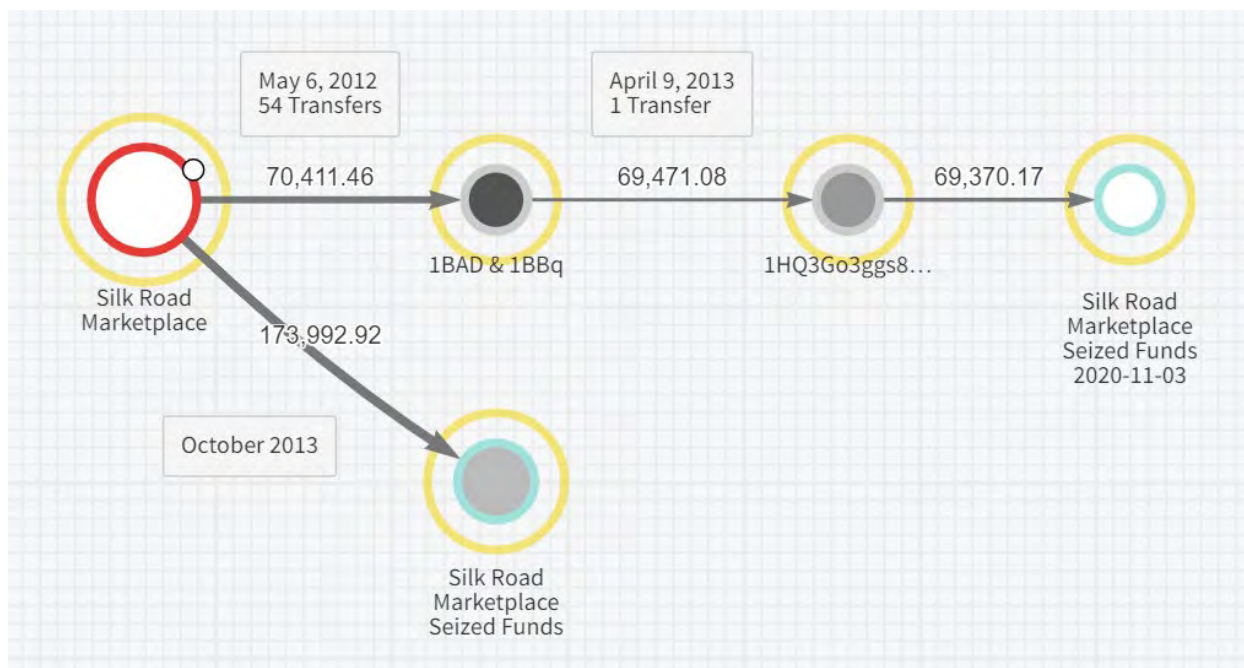 May 6, 2012
54 Transfers
April 9, 2013
1 Transfer
70,411.46
69,471.08
69,370.17
1BAD & 1BBq
1HQ3Go3ggs8...
Silk Road
Marketplace
Silk Road
Marketplace
Seized Funds
2020-11-03
173,992.92
October 2013
Silk Road
Marketplace
Seized Funds